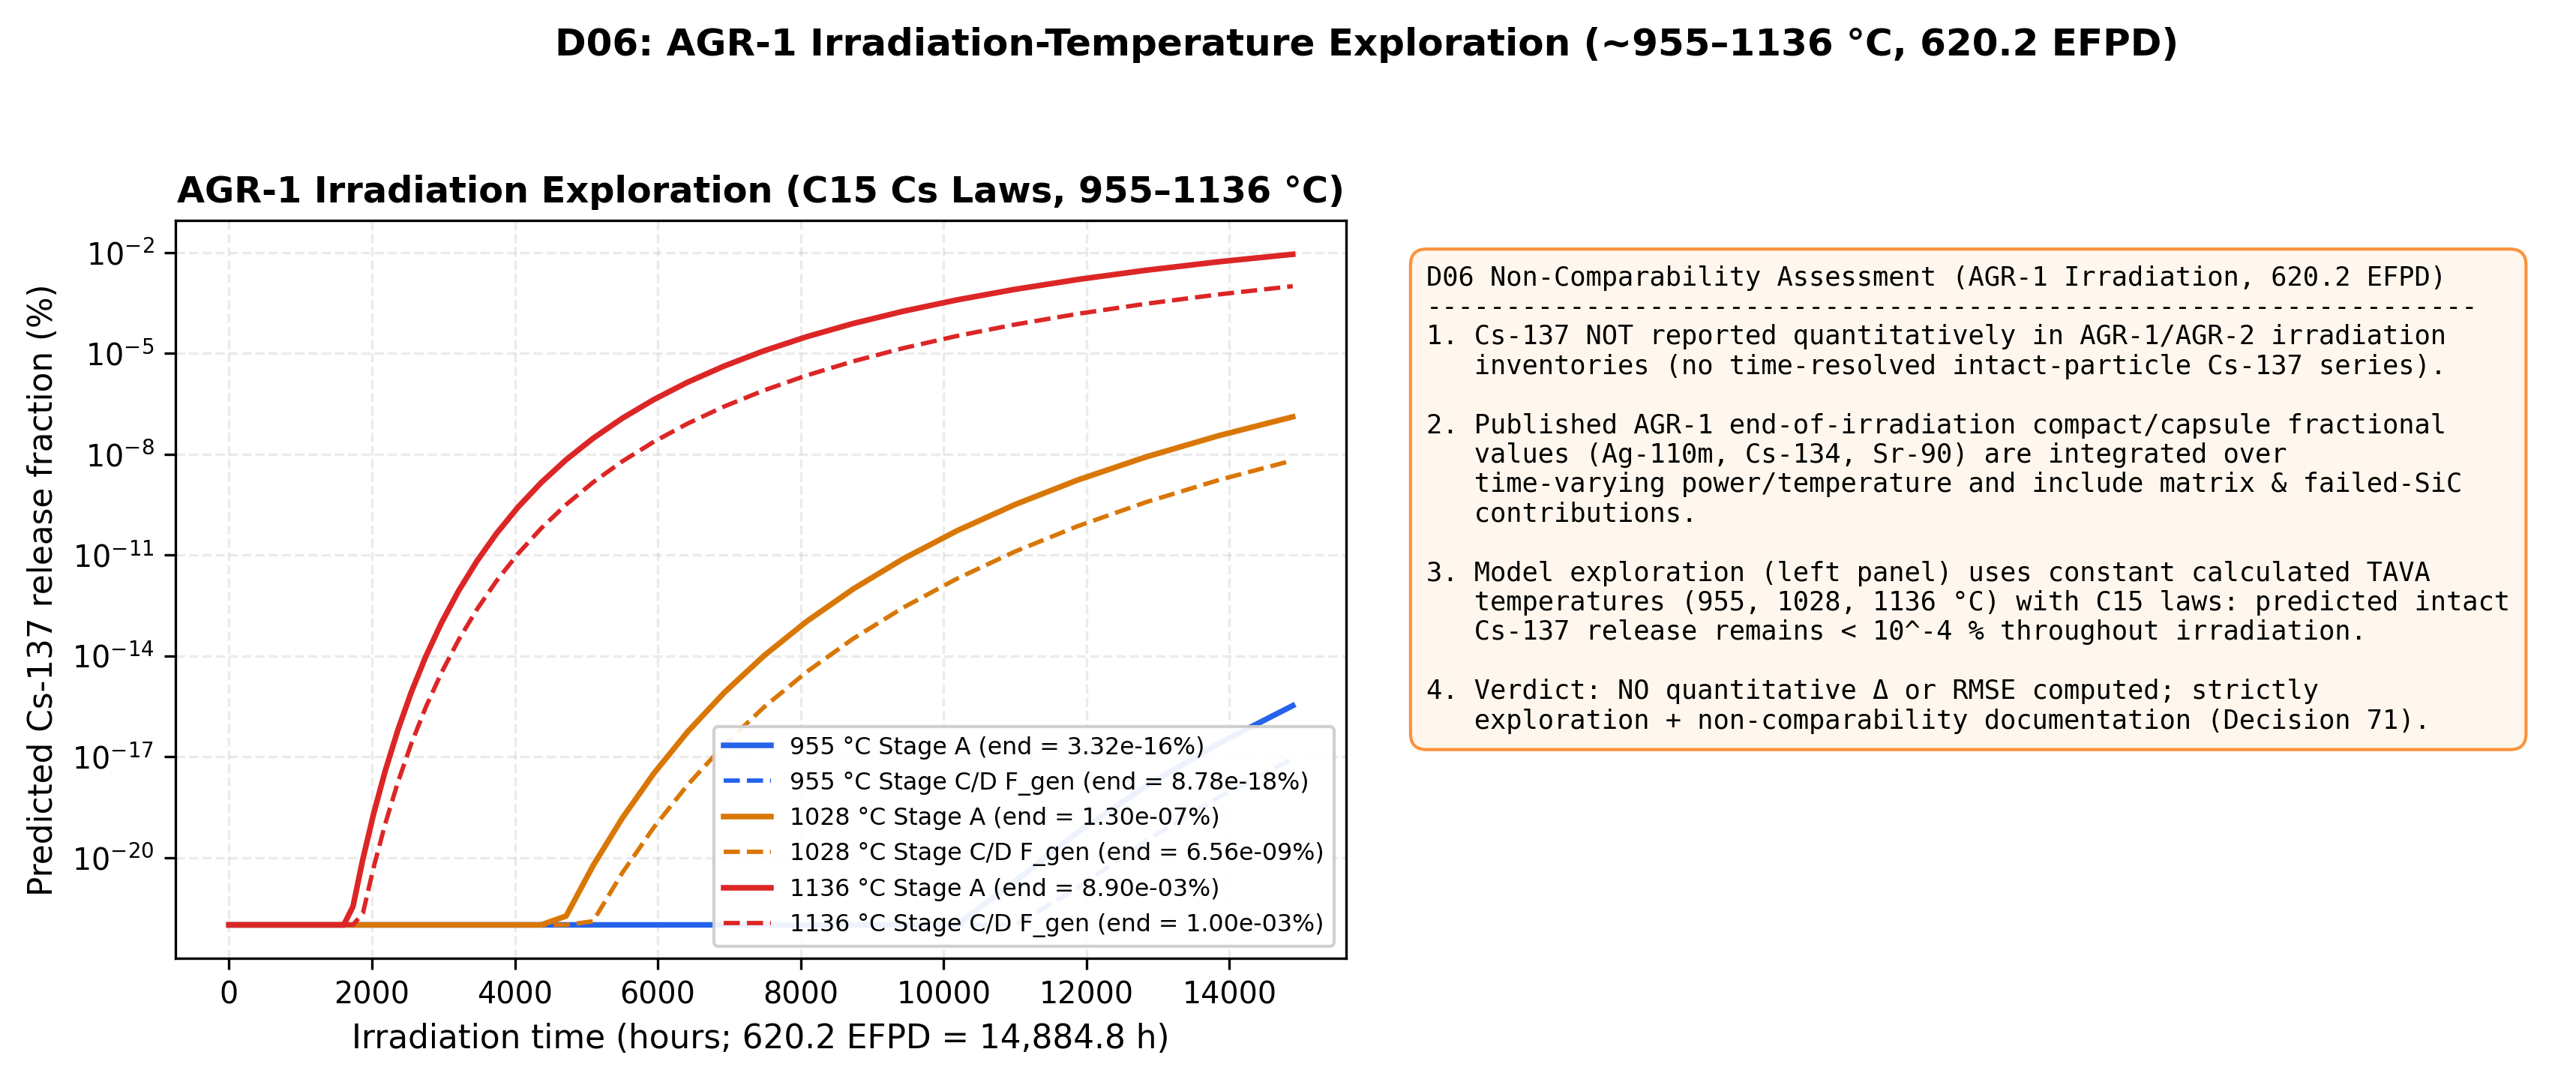 D06: AGR-1 Irradiation-Temperature Exploration (~955–1136 °C, 620.2 EFPD)
AGR-1 Irradiation Exploration (C15 Cs Laws, 955–1136 °C)
Predicted Cs-137 release fraction (%)
10⁻²
10⁻⁵
10⁻⁸
10⁻¹¹
10⁻¹⁴
10⁻¹⁷
10⁻²⁰
955 °C Stage A (end = 3.32e-16%)
955 °C Stage C/D F_gen (end = 8.78e-18%)
1028 °C Stage A (end = 1.30e-07%)
1028 °C Stage C/D F_gen (end = 6.56e-09%)
1136 °C Stage A (end = 8.90e-03%)
1136 °C Stage C/D F_gen (end = 1.00e-03%)
0 2000 4000 6000 8000 10000 12000 14000
Irradiation time (hours; 620.2 EFPD = 14,884.8 h)
D06 Non-Comparability Assessment (AGR-1 Irradiation, 620.2 EFPD)
------------------------------------------------------------------
1. Cs-137 NOT reported quantitatively in AGR-1/AGR-2 irradiation
inventories (no time-resolved intact-particle Cs-137 series).
2. Published AGR-1 end-of-irradiation compact/capsule fractional
values (Ag-110m, Cs-134, Sr-90) are integrated over
time-varying power/temperature and include matrix & failed-SiC
contributions.
3. Model exploration (left panel) uses constant calculated TAVA
temperatures (955, 1028, 1136 °C) with C15 laws: predicted intact
Cs-137 release remains < 10^-4 % throughout irradiation.
4. Verdict: NO quantitative Δ or RMSE computed; strictly
exploration + non-comparability documentation (Decision 71).